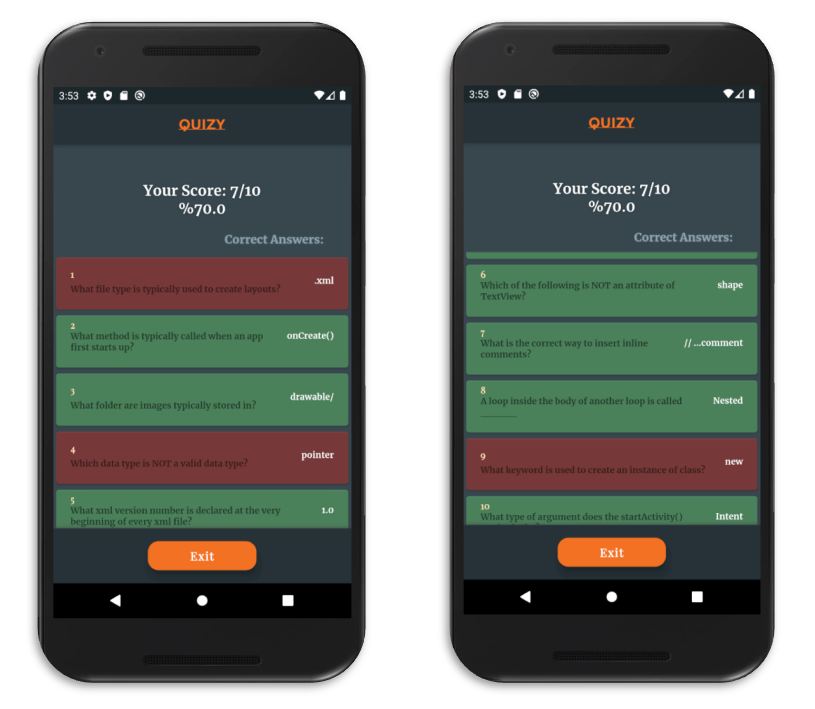 3:53
QUIZY
Your Score: 7/10
%70.0
Correct Answers:
1
What file type is typically used to create layouts?
.xml
2
What method is typically called when an app
first starts up?
onCreate()
3
What folder are images typically stored in?
drawable/
4
Which data type is NOT a valid data type?
pointer
5
What xml version number is declared at the very
beginning of every xml file?
1.0
Exit
3:53
QUIZY
Your Score: 7/10
%70.0
Correct Answers:
6
Which of the following is NOT an attribute of
TextView?
shape
7
What is the correct way to insert inline
comments?
// ...comment
8
A loop inside the body of another loop is called
_______
Nested
9
What keyword is used to create an instance of class?
new
10
What type of argument does the startActivity()
Intent
Exit